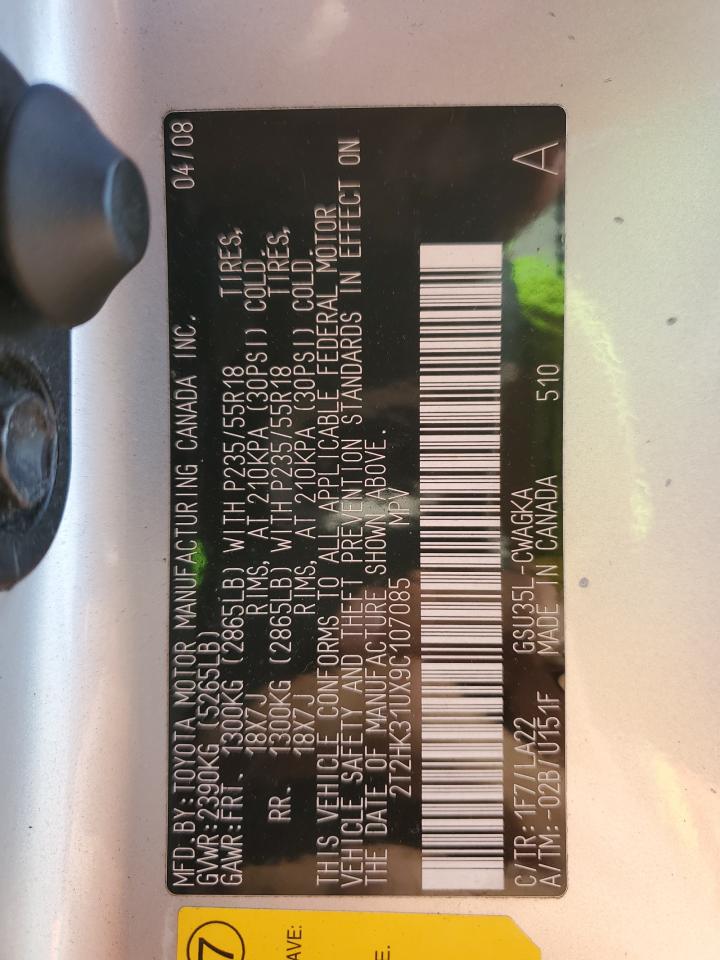 MFD.BY:TOYOTA MOTOR MANUFACTURING CANADA INC. 04/08
GVWR:2390KG (5265LB)
GAWR:FRT. 1300KG (2865LB) WITH P235/55R18 TIRES,
18X7J RIMS, AT 210KPA (30PSI) COLD.
RR. 1300KG (2865LB) WITH P235/55R18 TIRES,
18X7J RIMS, AT 210KPA (30PSI) COLD.
THIS VEHICLE CONFORMS TO ALL APPLICABLE FEDERAL MOTOR
VEHICLE SAFETY AND THEFT PREVENTION STANDARDS IN EFFECT ON
THE DATE OF MANUFACTURE SHOWN ABOVE.
2T2HK31UX9C107085 MPV
C/TR:1F7/LA22 GSU35L-CWAGKA A
A/TM:-02B/U151F MADE IN CANADA 510
7
AVE:
E.